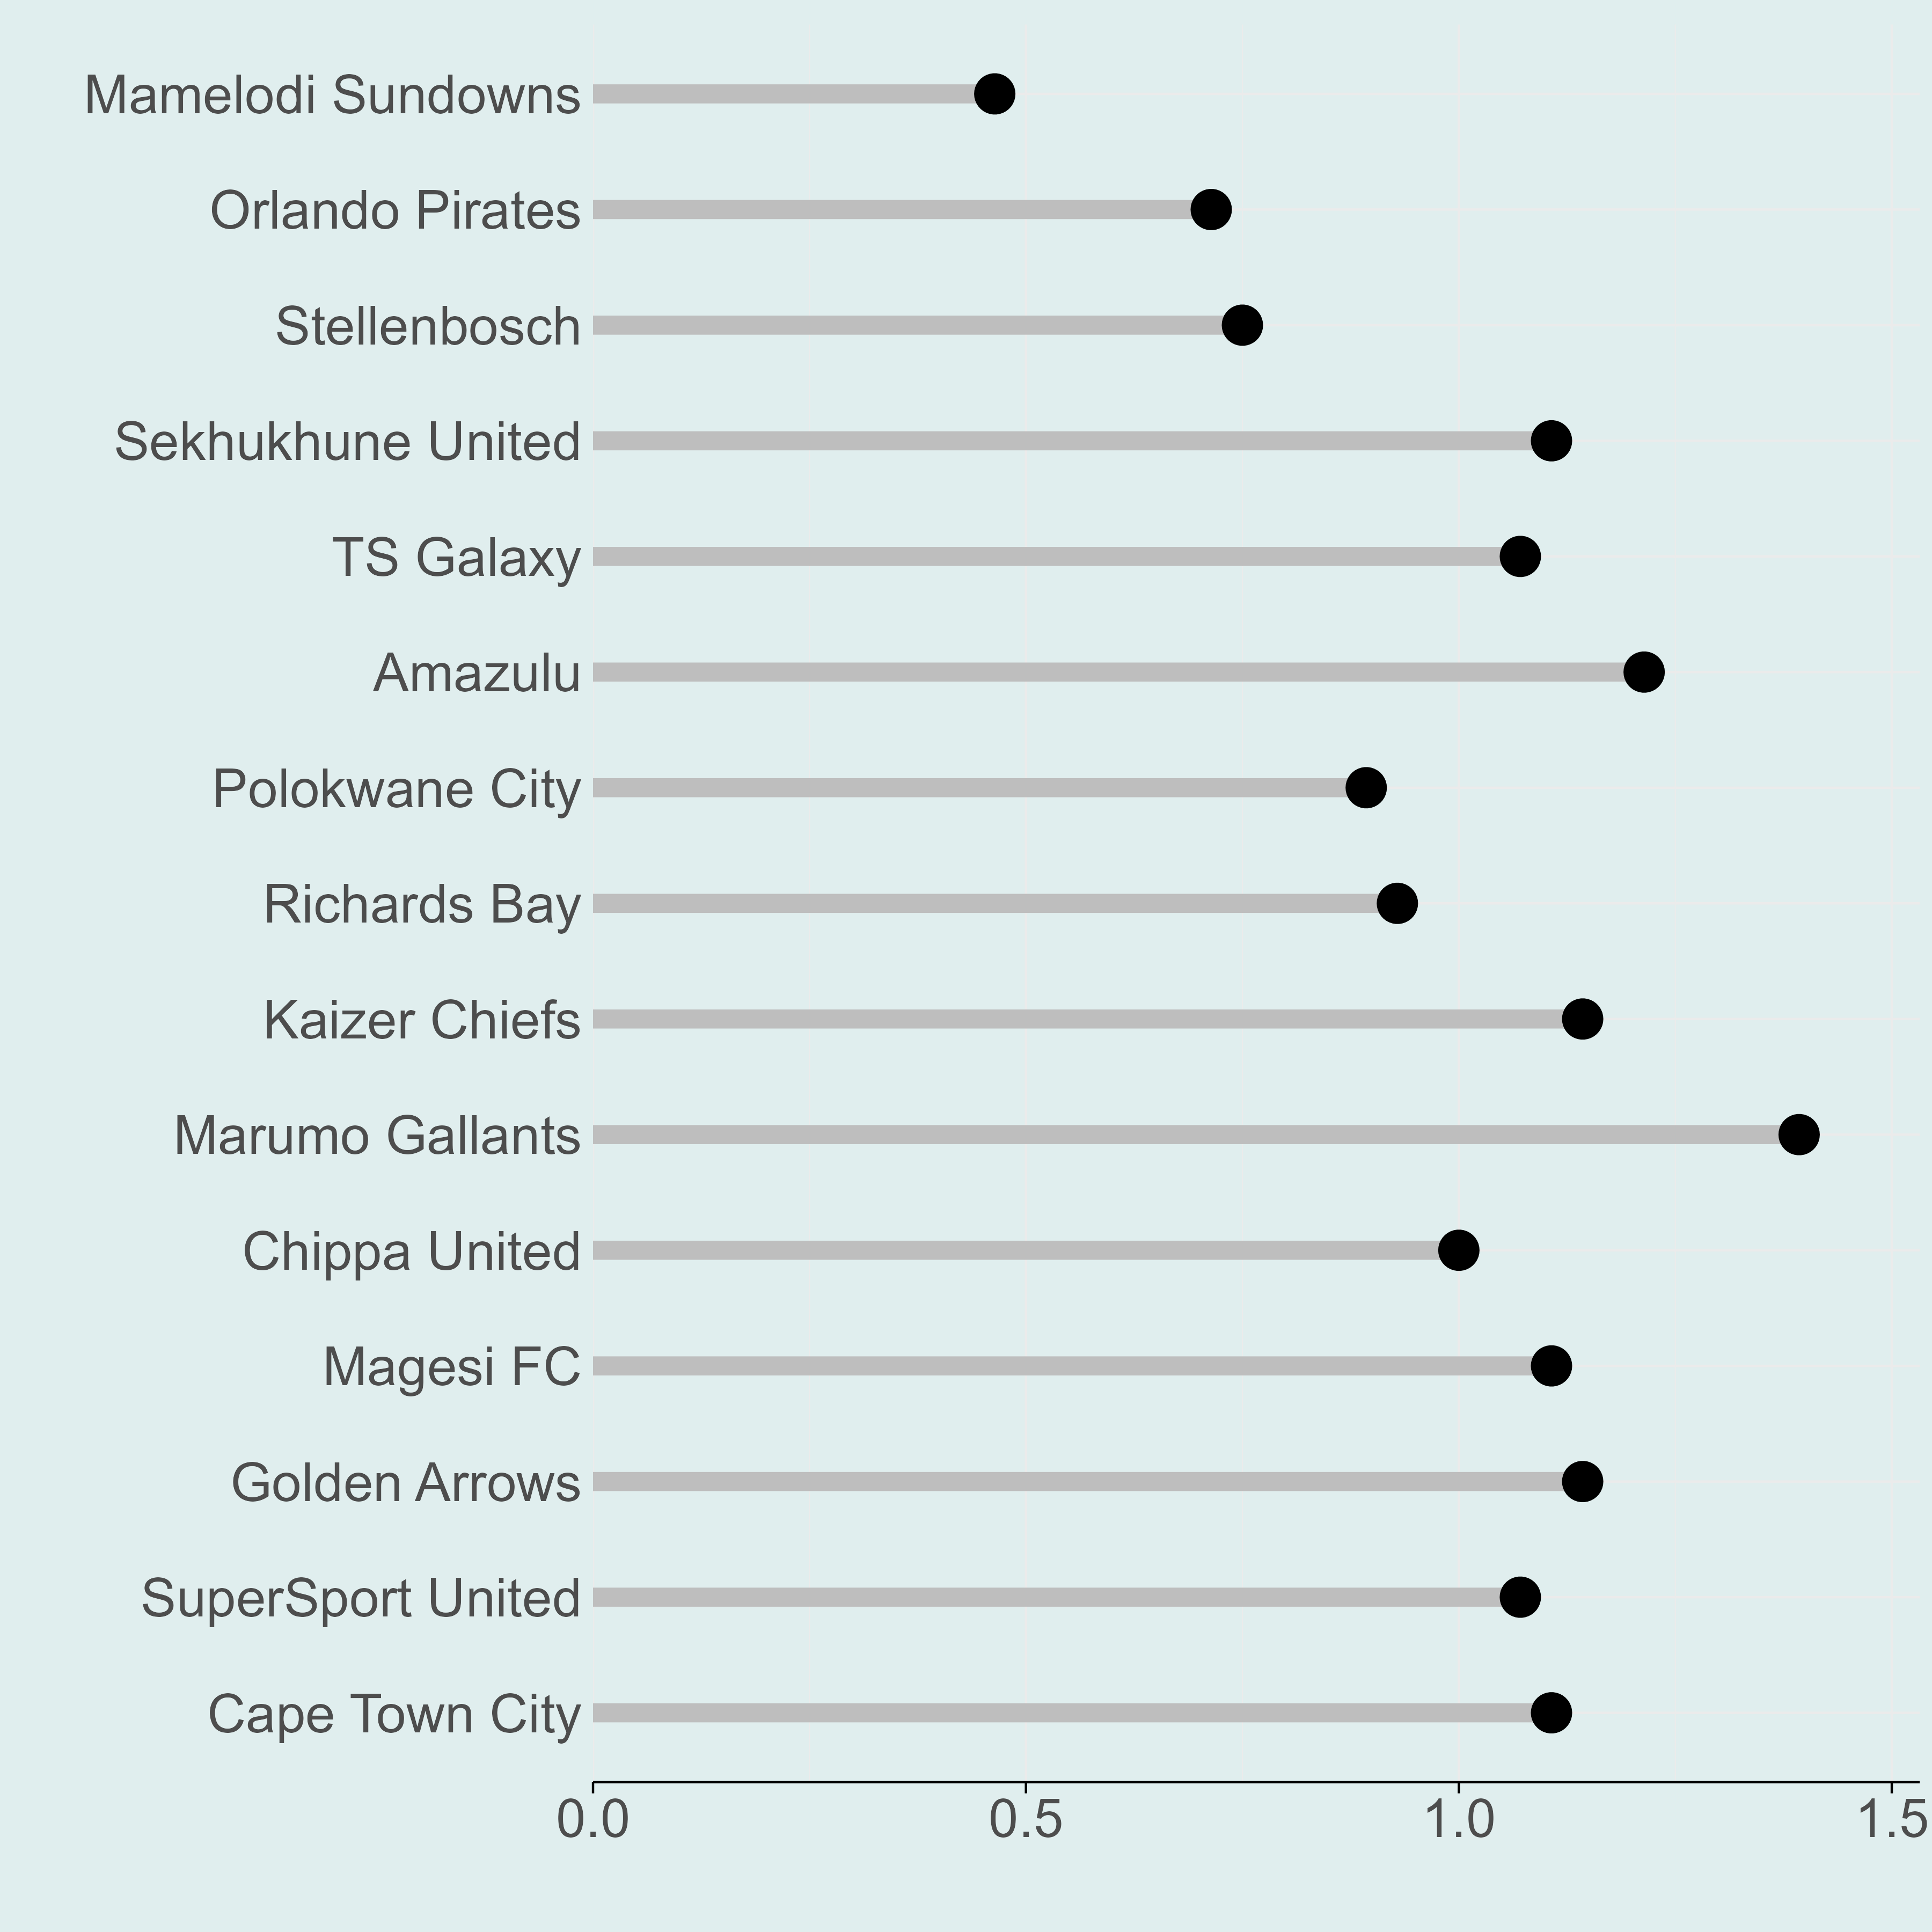 Mamelodi Sundowns
Orlando Pirates
Stellenbosch
Sekhukhune United
TS Galaxy
Amazulu
Polokwane City
Richards Bay
Kaizer Chiefs
Marumo Gallants
Chippa United
Magesi FC
Golden Arrows
SuperSport United
Cape Town City
0.0 0.5 1.0 1.5